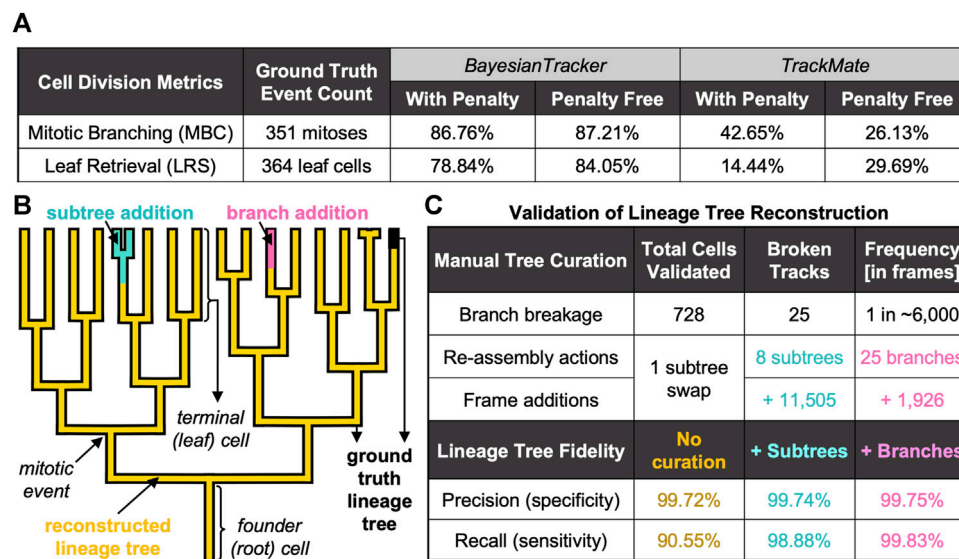 A
Cell Division Metrics
Ground Truth
Event Count
BayesianTracker
TrackMate
With Penalty
Penalty Free
With Penalty
Penalty Free
Mitotic Branching (MBC)
351 mitoses
86.76%
87.21%
42.65%
26.13%
Leaf Retrieval (LRS)
364 leaf cells
78.84%
84.05%
14.44%
29.69%
B
subtree addition
branch addition
terminal
(leaf) cell
mitotic
event
ground
truth
lineage
tree
reconstructed
lineage tree
founder
(root) cell
C
Validation of Lineage Tree Reconstruction
Manual Tree Curation
Total Cells
Validated
Broken
Tracks
Frequency
[in frames]
Branch breakage
728
25
1 in ~6,000
Re-assembly actions
1 subtree
swap
8 subtrees
25 branches
Frame additions
+ 11,505
+ 1,926
Lineage Tree Fidelity
No
curation
+ Subtrees
+ Branches
Precision (specificity)
99.72%
99.74%
99.75%
Recall (sensitivity)
90.55%
98.88%
99.83%